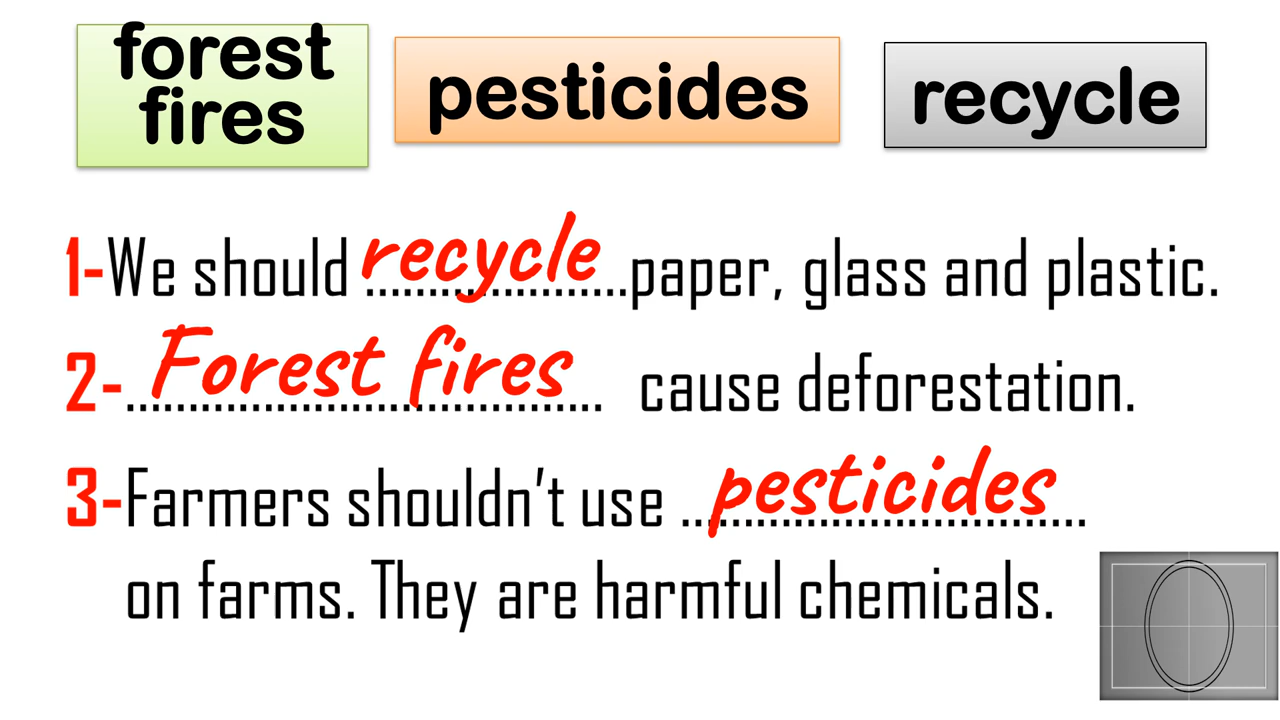 forest
fires
pesticides
recycle
1-We should recycle paper, glass and plastic.
2- Forest fires cause deforestation.
3-Farmers shouldn't use pesticides
on farms. They are harmful chemicals.